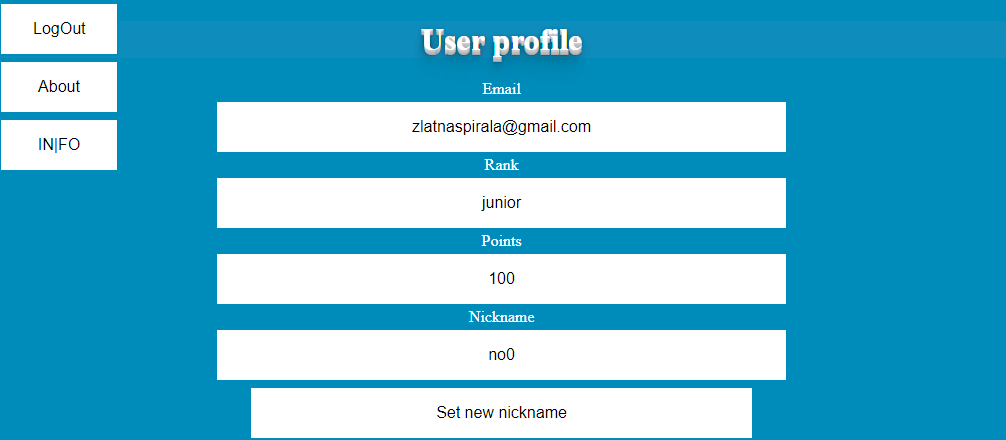 LogOut
About
IN|FO
User profile
Email
zlatnaspirala@gmail.com
Rank
junior
Points
100
Nickname
no0
Set new nickname